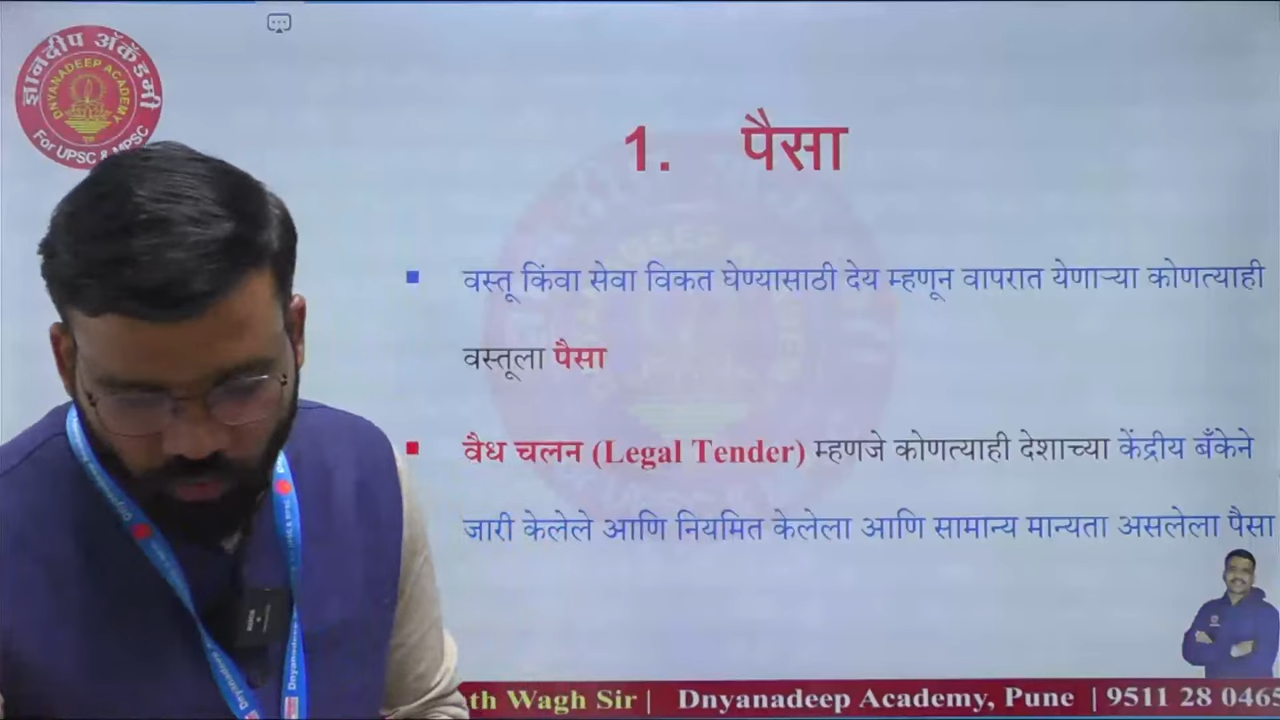 ज्ञानदीप ॲकॅडमी
DNYANADEEP ACADEMY
पुणे
For UPSC & MPSC
1. पैसा
▪ वस्तू किंवा सेवा विकत घेण्यासाठी देय म्हणून वापरात येणाऱ्या कोणत्याही
वस्तूला पैसा
▪ वैध चलन (Legal Tender) म्हणजे कोणत्याही देशाच्या केंद्रीय बँकेने
जारी केलेले आणि नियमित केलेला आणि सामान्य मान्यता असलेला पैसा
Wagh Sir | Dnyanadeep Academy, Pune | 9511 28 0465